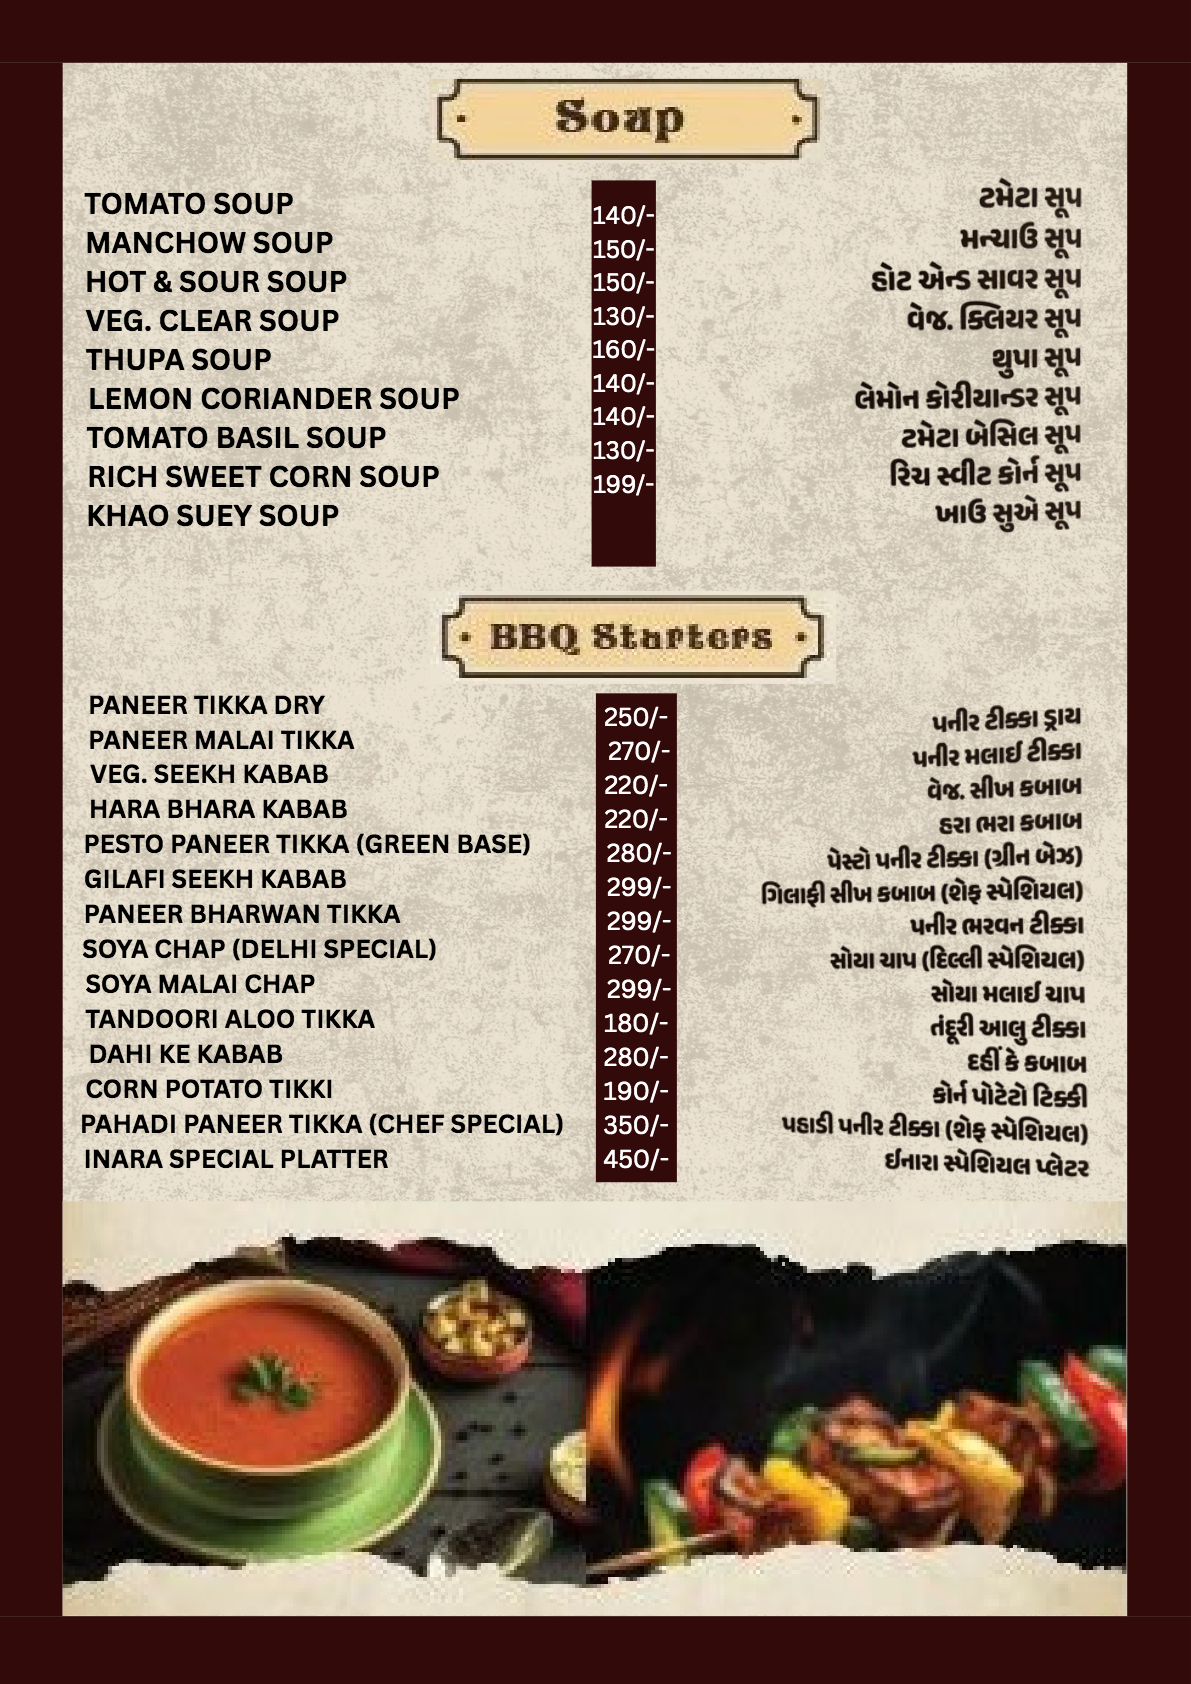 Soup
TOMATO SOUP 140/- ટમેટા સૂપ
MANCHOW SOUP 150/- મન્ચાઉ સૂપ
HOT & SOUR SOUP 150/- હોટ એન્ડ સાવર સૂપ
VEG. CLEAR SOUP 130/- વેજ. ક્લિયર સૂપ
THUPA SOUP 160/- થુપા સૂપ
LEMON CORIANDER SOUP 140/- લેમોન કોરીયાન્ડર સૂપ
TOMATO BASIL SOUP 140/- ટમેટા બેસિલ સૂપ
RICH SWEET CORN SOUP 130/- રિચ સ્વીટ કોર્ન સૂપ
KHAO SUEY SOUP 199/- ખાઉ સુએ સૂપ
BBQ Starters
PANEER TIKKA DRY 250/- પનીર ટીક્કા ડ્રાય
PANEER MALAI TIKKA 270/- પનીર મલાઈ ટીક્કા
VEG. SEEKH KABAB 220/- વેજ. સીખ કબાબ
HARA BHARA KABAB 220/- હરા ભરા કબાબ
PESTO PANEER TIKKA (GREEN BASE) 280/- પેસ્ટો પનીર ટીક્કા (ગ્રીન બેઝ)
GILAFI SEEKH KABAB 299/- ગિલાફી સીખ કબાબ (શેફ સ્પેશિયલ)
PANEER BHARWAN TIKKA 299/- પનીર ભરવન ટીક્કા
SOYA CHAP (DELHI SPECIAL) 270/- સોયા ચાપ (દિલ્લી સ્પેશિયલ)
SOYA MALAI CHAP 299/- સોયા મલાઈ ચાપ
TANDOORI ALOO TIKKA 180/- તંદૂરી આલુ ટીક્કા
DAHI KE KABAB 280/- દહીં કે કબાબ
CORN POTATO TIKKI 190/- કોર્ન પોટેટો ટિક્કી
PAHADI PANEER TIKKA (CHEF SPECIAL) 350/- પહાડી પનીર ટીક્કા (શેફ સ્પેશિયલ)
INARA SPECIAL PLATTER 450/- ઈનારા સ્પેશિયલ પ્લેટર